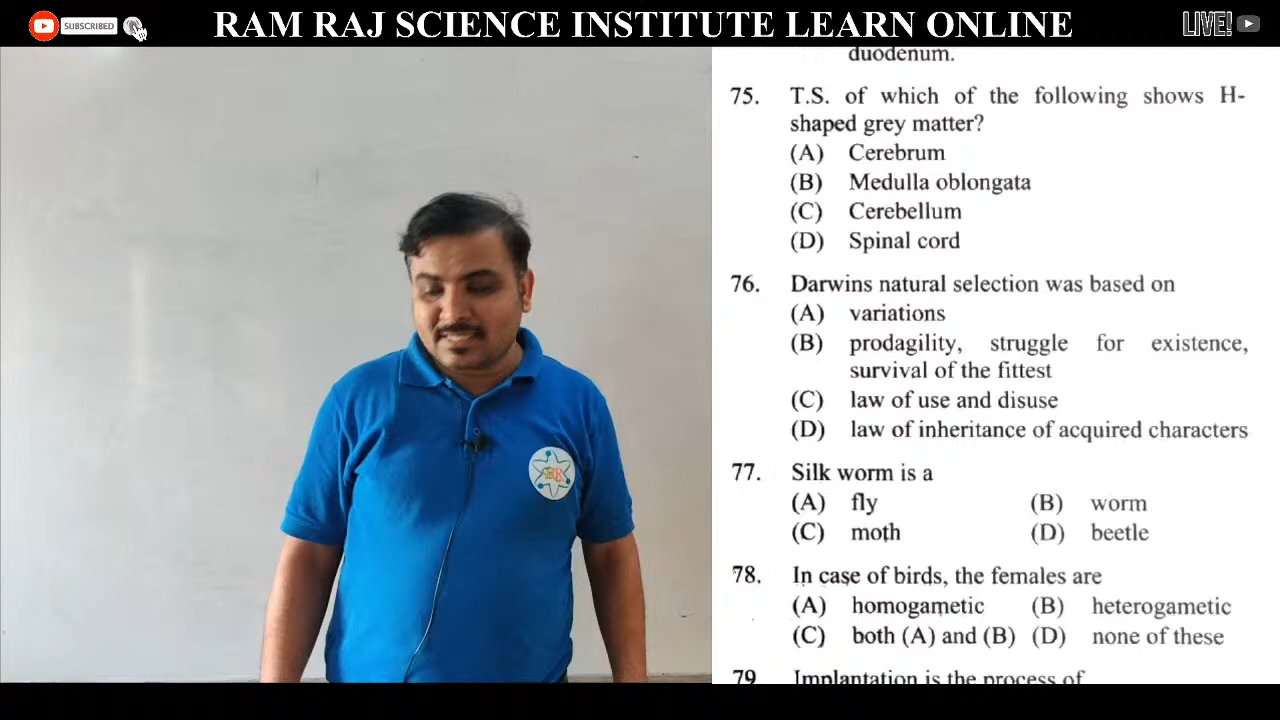 SUBSCRIBED
RAM RAJ SCIENCE INSTITUTE LEARN ONLINE
LIVE!
duodenum.
75. T.S. of which of the following shows H-
shaped grey matter?
(A) Cerebrum
(B) Medulla oblongata
(C) Cerebellum
(D) Spinal cord
76. Darwins natural selection was based on
(A) variations
(B) prodagility, struggle for existence,
survival of the fittest
(C) law of use and disuse
(D) law of inheritance of acquired characters
77. Silk worm is a
(A) fly (B) worm
(C) moth (D) beetle
78. In case of birds, the females are
(A) homogametic (B) heterogametic
(C) both (A) and (B) (D) none of these
79 Implantation is the process of